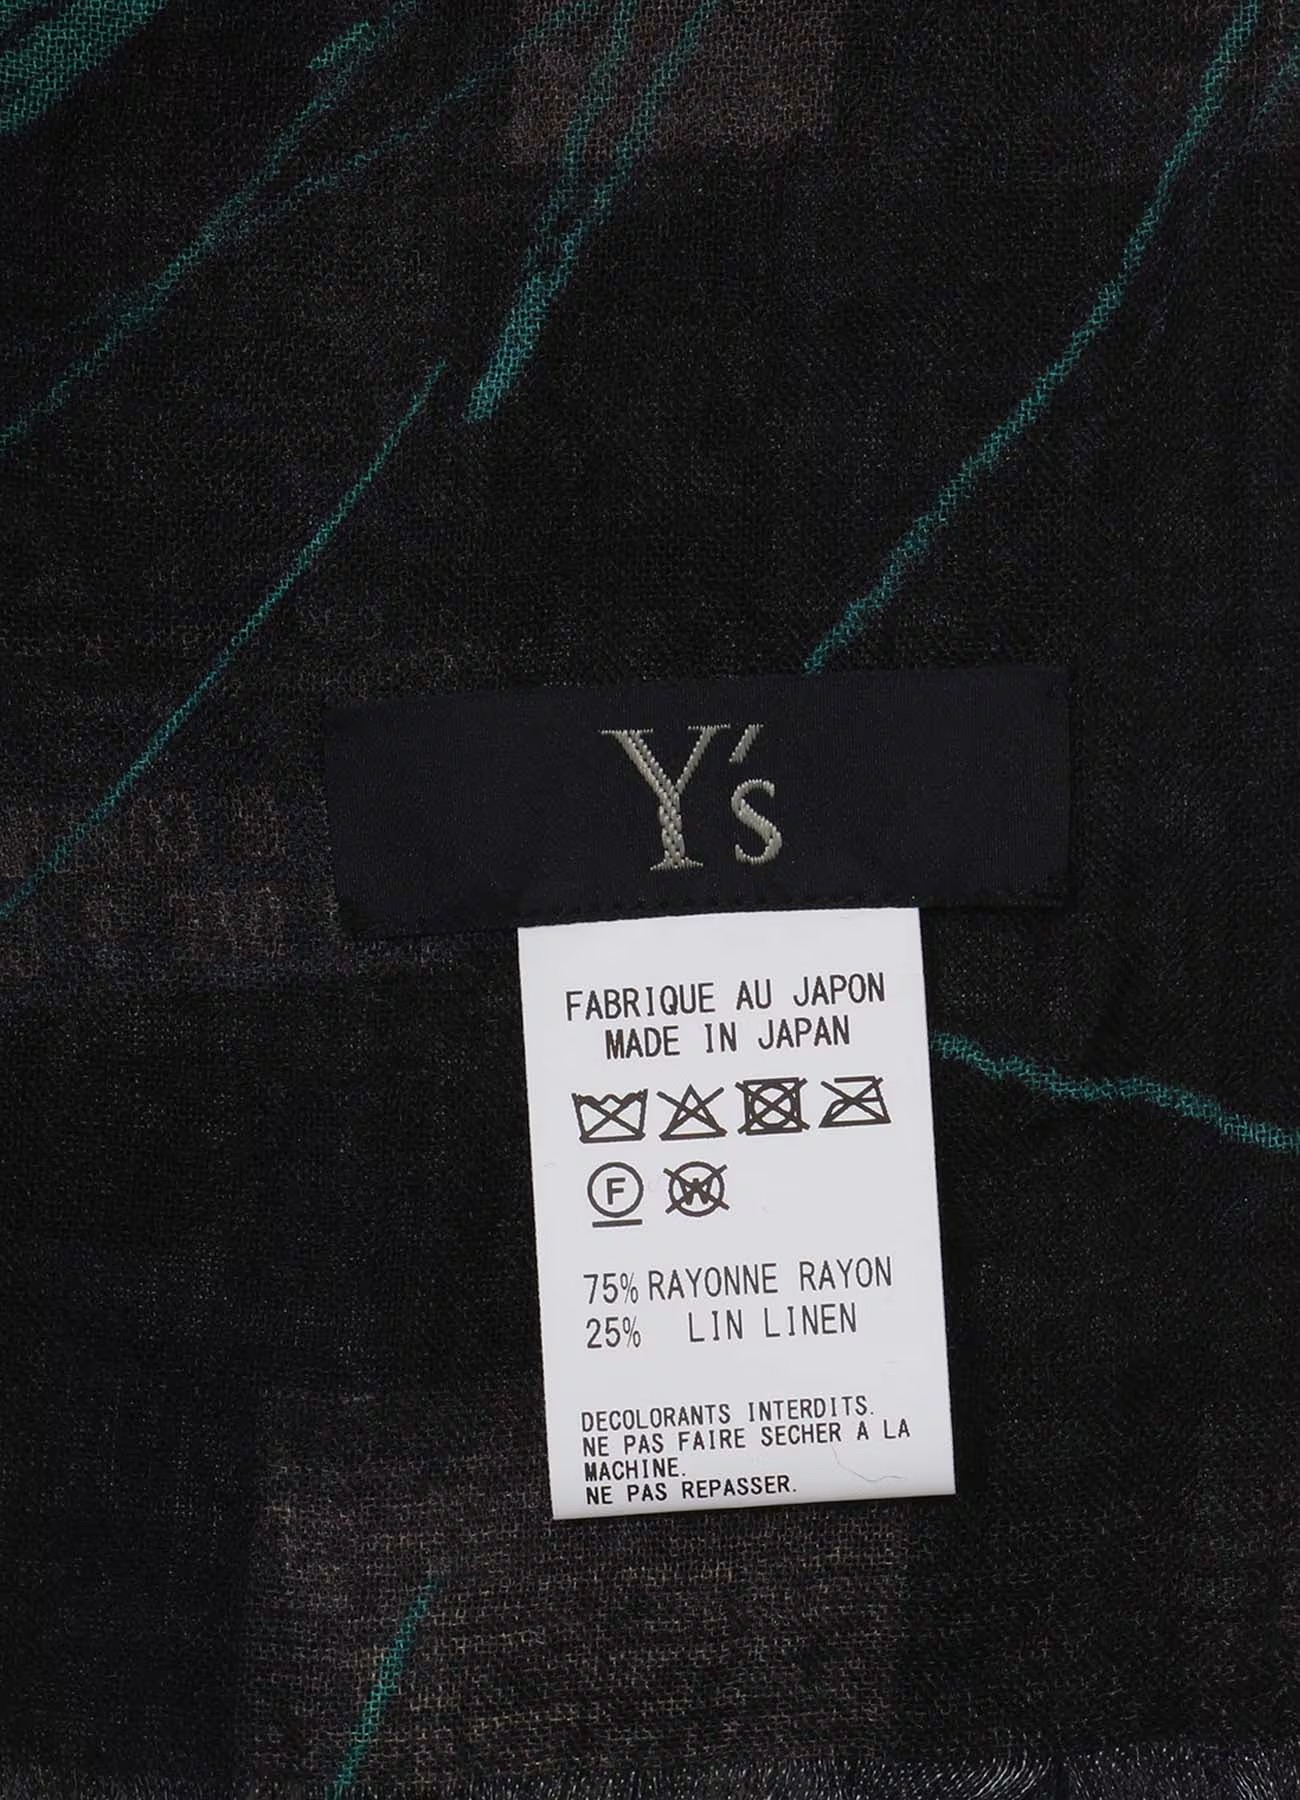 Y's
FABRIQUE AU JAPON
MADE IN JAPAN
F W
75% RAYONNE RAYON
25% LIN LINEN
DECOLORANTS INTERDITS.
NE PAS FAIRE SECHER A LA
MACHINE.
NE PAS REPASSER.